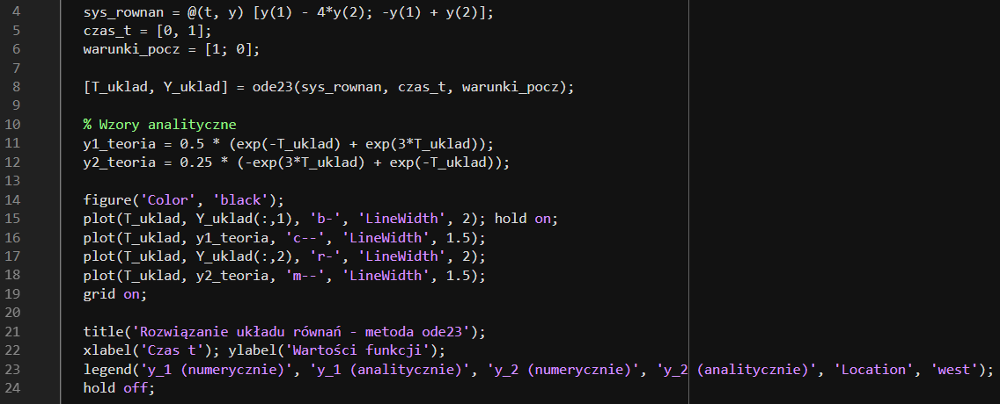 4 sys_rownan = @(t, y) [y(1) - 4*y(2); -y(1) + y(2)];
5 czas_t = [0, 1];
6 warunki_pocz = [1; 0];
7
8 [T_uklad, Y_uklad] = ode23(sys_rownan, czas_t, warunki_pocz);
9
10 % Wzory analityczne
11 y1_teoria = 0.5 * (exp(-T_uklad) + exp(3*T_uklad));
12 y2_teoria = 0.25 * (-exp(3*T_uklad) + exp(-T_uklad));
13
14 figure('Color', 'black');
15 plot(T_uklad, Y_uklad(:,1), 'b-', 'LineWidth', 2); hold on;
16 plot(T_uklad, y1_teoria, 'c--', 'LineWidth', 1.5);
17 plot(T_uklad, Y_uklad(:,2), 'r-', 'LineWidth', 2);
18 plot(T_uklad, y2_teoria, 'm--', 'LineWidth', 1.5);
19 grid on;
20
21 title('Rozwiązanie układu równań - metoda ode23');
22 xlabel('Czas t'); ylabel('Wartości funkcji');
23 legend('y_1 (numerycznie)', 'y_1 (analitycznie)', 'y_2 (numerycznie)', 'y_2 (analitycznie)', 'Location', 'west');
24 hold off;